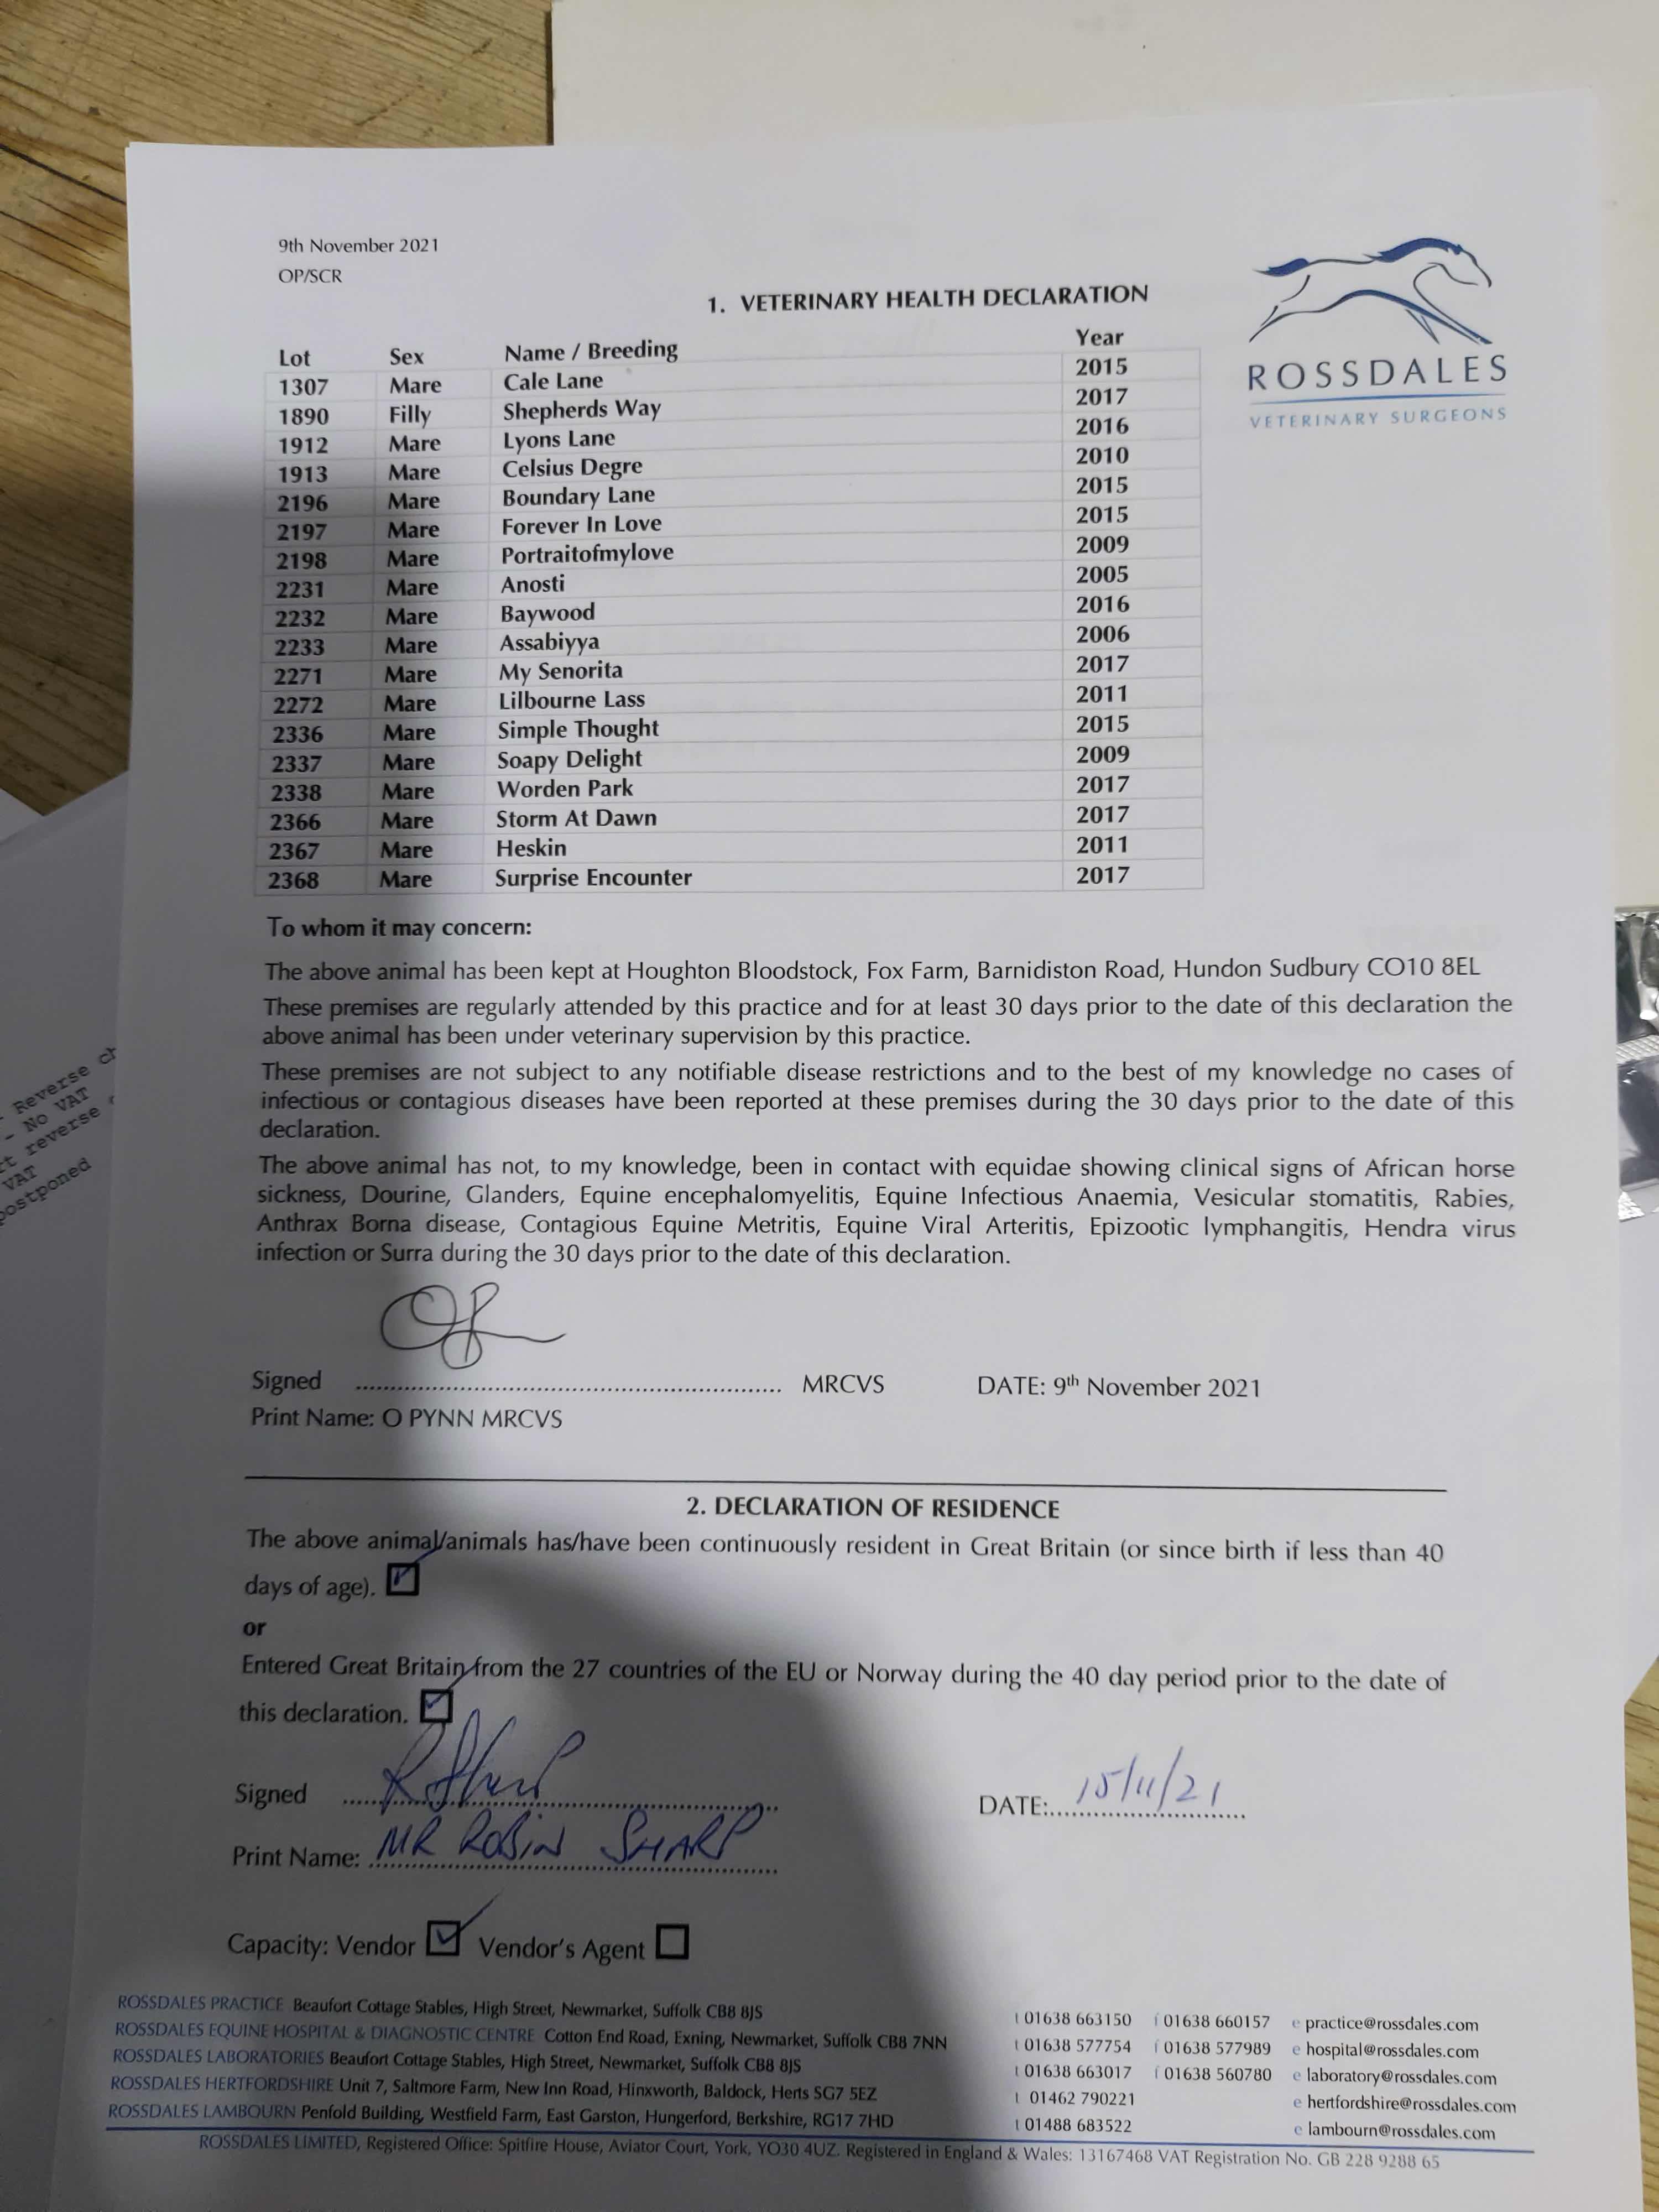 9th November 2021
OP/SCR
1. VETERINARY HEALTH DECLARATION
ROSSDALES
VETERINARY SURGEONS
Lot Sex Name / Breeding Year
1307 Mare Cale Lane 2015
1890 Filly Shepherds Way 2017
1912 Mare Lyons Lane 2016
1913 Mare Celsius Degre 2010
2196 Mare Boundary Lane 2015
2197 Mare Forever In Love 2015
2198 Mare Portraitofmylove 2009
2231 Mare Anosti 2005
2232 Mare Baywood 2016
2233 Mare Assabiyya 2006
2271 Mare My Senorita 2017
2272 Mare Lilbourne Lass 2011
2336 Mare Simple Thought 2015
2337 Mare Soapy Delight 2009
2338 Mare Worden Park 2017
2366 Mare Storm At Dawn 2017
2367 Mare Heskin 2011
2368 Mare Surprise Encounter 2017
To whom it may concern:
The above animal has been kept at Houghton Bloodstock, Fox Farm, Barnidiston Road, Hundon Sudbury CO10 8EL
These premises are regularly attended by this practice and for at least 30 days prior to the date of this declaration the
above animal has been under veterinary supervision by this practice.
These premises are not subject to any notifiable disease restrictions and to the best of my knowledge no cases of
infectious or contagious diseases have been reported at these premises during the 30 days prior to the date of this
declaration.
The above animal has not, to my knowledge, been in contact with equidae showing clinical signs of African horse
sickness, Dourine, Glanders, Equine encephalomyelitis, Equine Infectious Anaemia, Vesicular stomatitis, Rabies,
Anthrax Borna disease, Contagious Equine Metritis, Equine Viral Arteritis, Epizootic lymphangitis, Hendra virus
infection or Surra during the 30 days prior to the date of this declaration.
Signed MRCVS DATE: 9th November 2021
Print Name: O PYNN MRCVS
2. DECLARATION OF RESIDENCE
The above animal/animals has/have been continuously resident in Great Britain (or since birth if less than 40
days of age).
or
Entered Great Britain from the 27 countries of the EU or Norway during the 40 day period prior to the date of
this declaration.
Signed R Sharp DATE: 15/11/21
Print Name: MR ROBIN SHARP
Capacity: Vendor Vendor's Agent
ROSSDALES PRACTICE Beaufort Cottage Stables, High Street, Newmarket, Suffolk CB8 8JS t 01638 663150 f 01638 660157 e practice@rossdales.com
ROSSDALES EQUINE HOSPITAL & DIAGNOSTIC CENTRE Cotton End Road, Exning, Newmarket, Suffolk CB8 7NN t 01638 577754 f 01638 577989 e hospital@rossdales.com
ROSSDALES LABORATORIES Beaufort Cottage Stables, High Street, Newmarket, Suffolk CB8 8JS t 01638 663017 f 01638 560780 e laboratory@rossdales.com
ROSSDALES HERTFORDSHIRE Unit 7, Saltmore Farm, New Inn Road, Hinxworth, Baldock, Herts SG7 5EZ t 01462 790221 e hertfordshire@rossdales.com
ROSSDALES LAMBOURN Penfold Building, Westfield Farm, East Garston, Hungerford, Berkshire, RG17 7HD t 01488 683522 e lambourn@rossdales.com
ROSSDALES LIMITED, Registered Office: Spitfire House, Aviator Court, York, YO30 4UZ. Registered in England & Wales: 13167468 VAT Registration No. GB 228 9288 65
Reverse
- No VAT
reverse
VAT